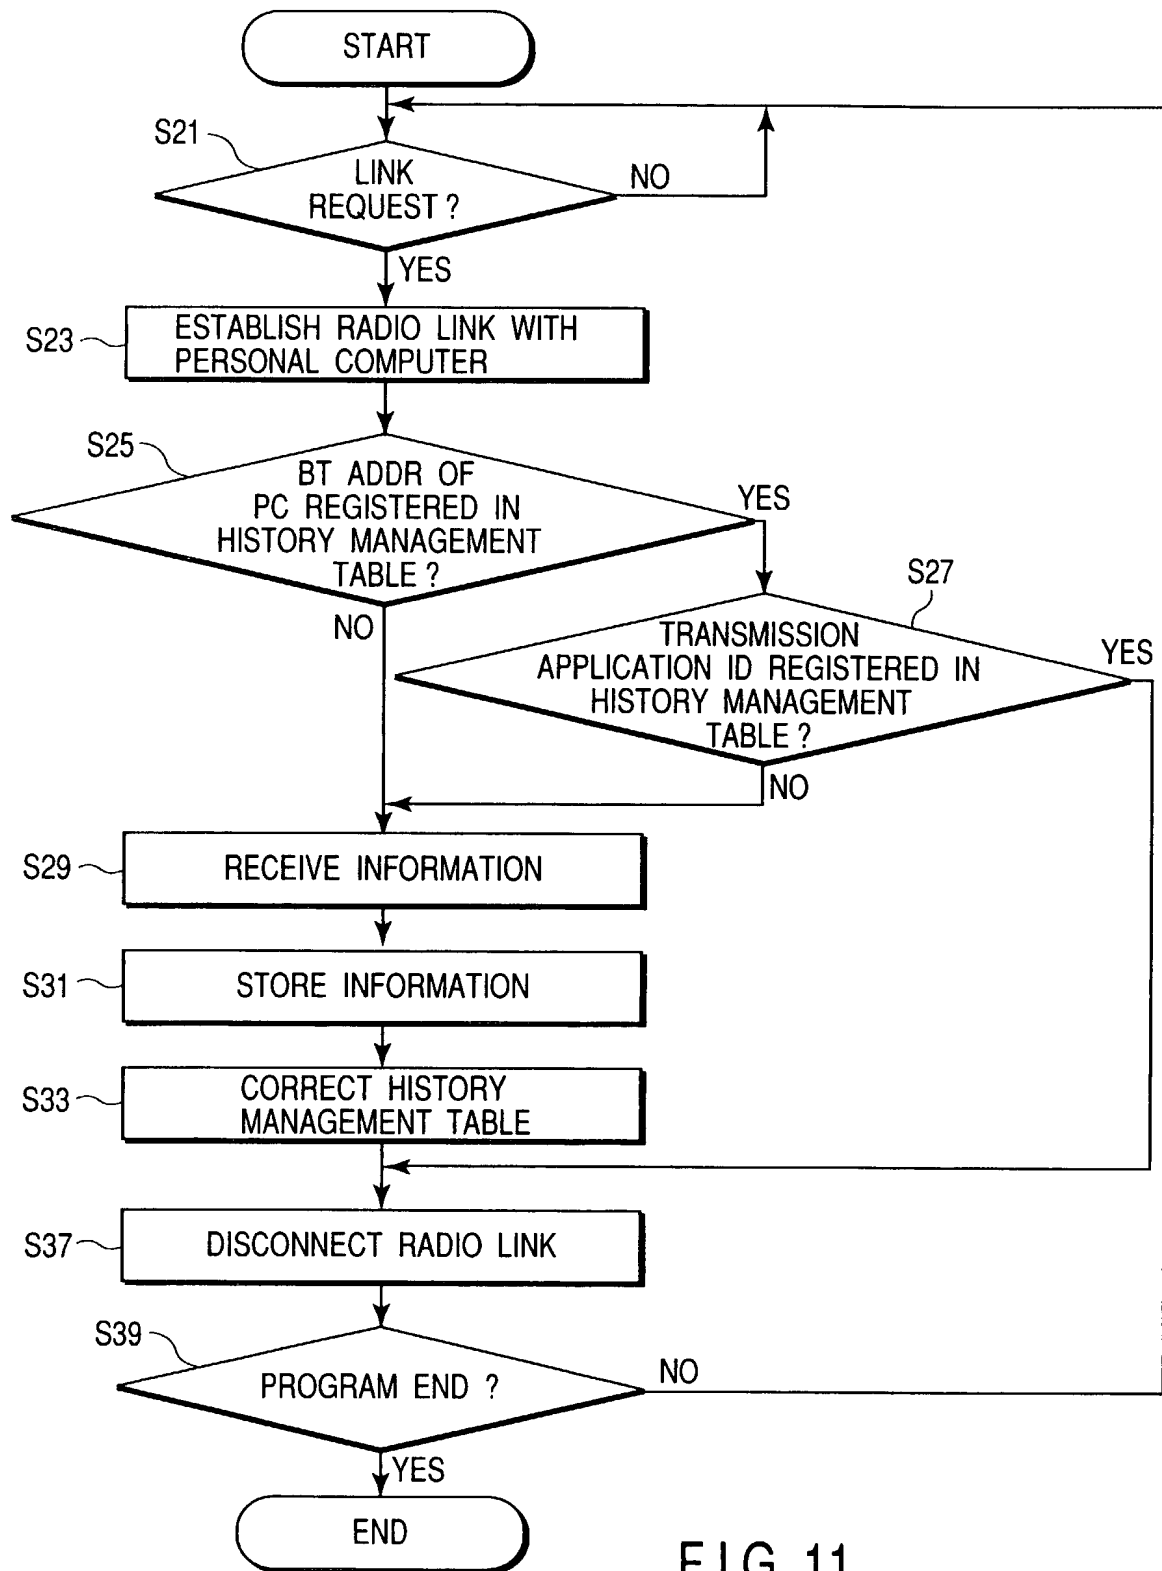 START
S21
LINK
REQUEST ?
NO
YES
S23
ESTABLISH RADIO LINK WITH
PERSONAL COMPUTER
S25
BT ADDR OF
PC REGISTERED IN
HISTORY MANAGEMENT
TABLE ?
YES
NO
S27
TRANSMISSION
APPLICATION ID REGISTERED IN
HISTORY MANAGEMENT
TABLE ?
YES
NO
S29
RECEIVE INFORMATION
S31
STORE INFORMATION
S33
CORRECT HISTORY
MANAGEMENT TABLE
S37
DISCONNECT RADIO LINK
S39
PROGRAM END ?
NO
YES
END
FIG. 11